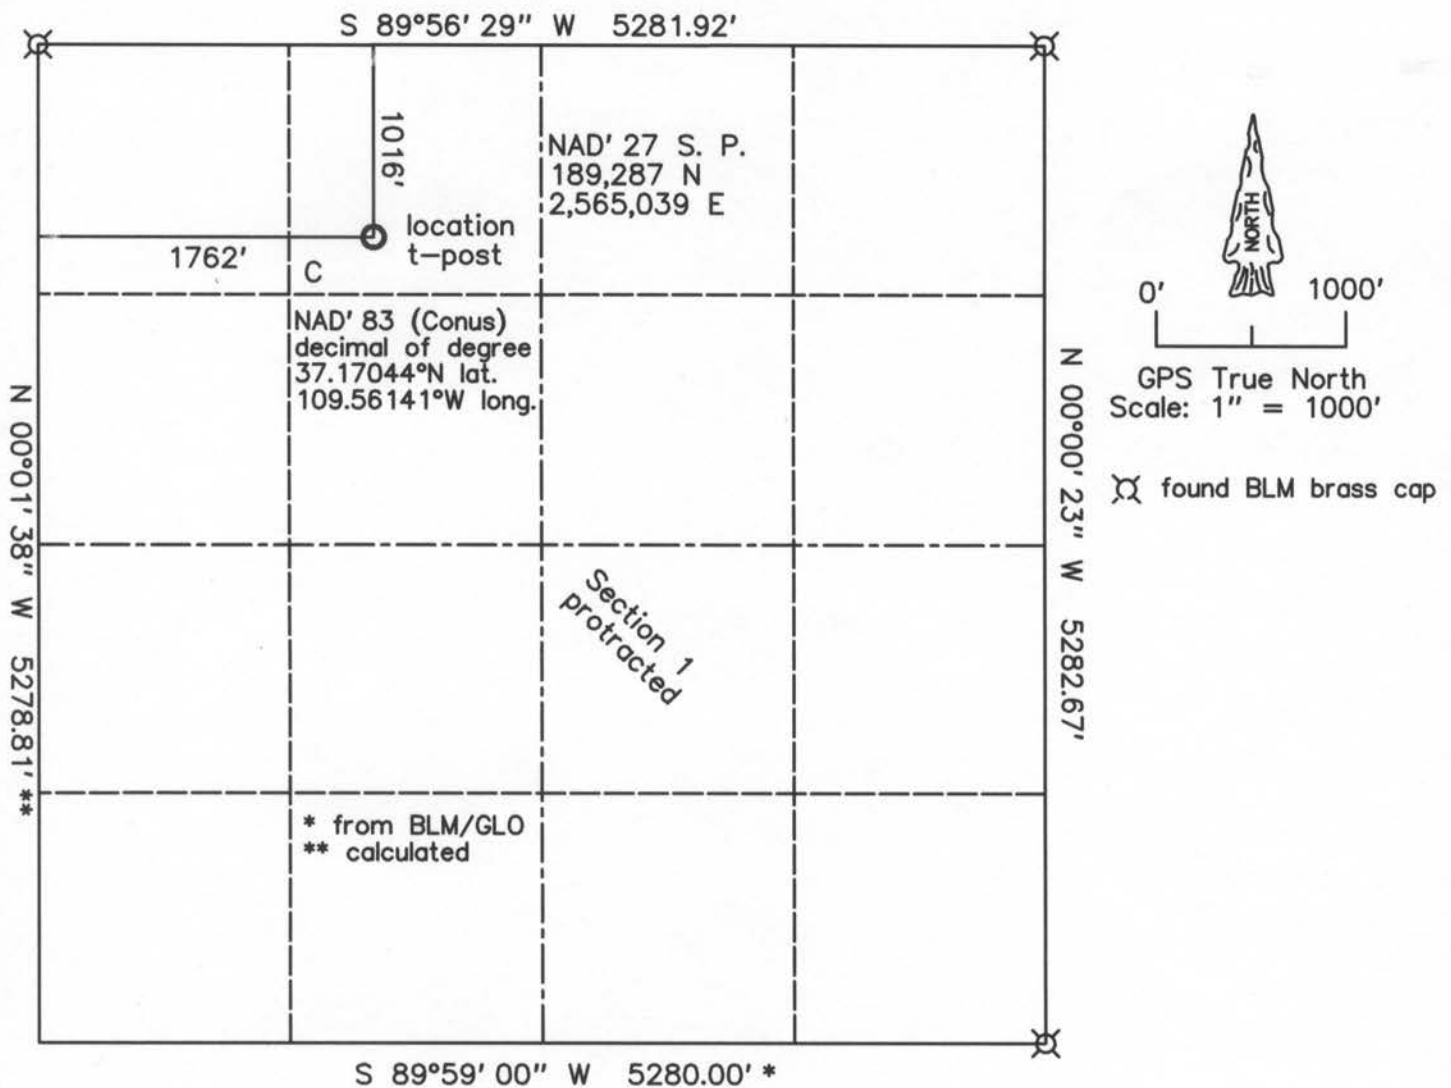 S 89°56' 29" W 5281.92'
1016'
NAD' 27 S. P.
189,287 N
2,565,039 E
location
t-post
1762'
C
NAD' 83 (Conus)
decimal of degree
37.17044°N lat.
109.56141°W long.
N 00°01' 38" W 5278.81' **
N 00°00' 23" W 5282.67'
Section 1
protracted
* from BLM/GLO
** calculated
S 89°59' 00" W 5280.00' *
NORTH
0' 1000'
GPS True North
Scale: 1" = 1000'
found BLM brass cap